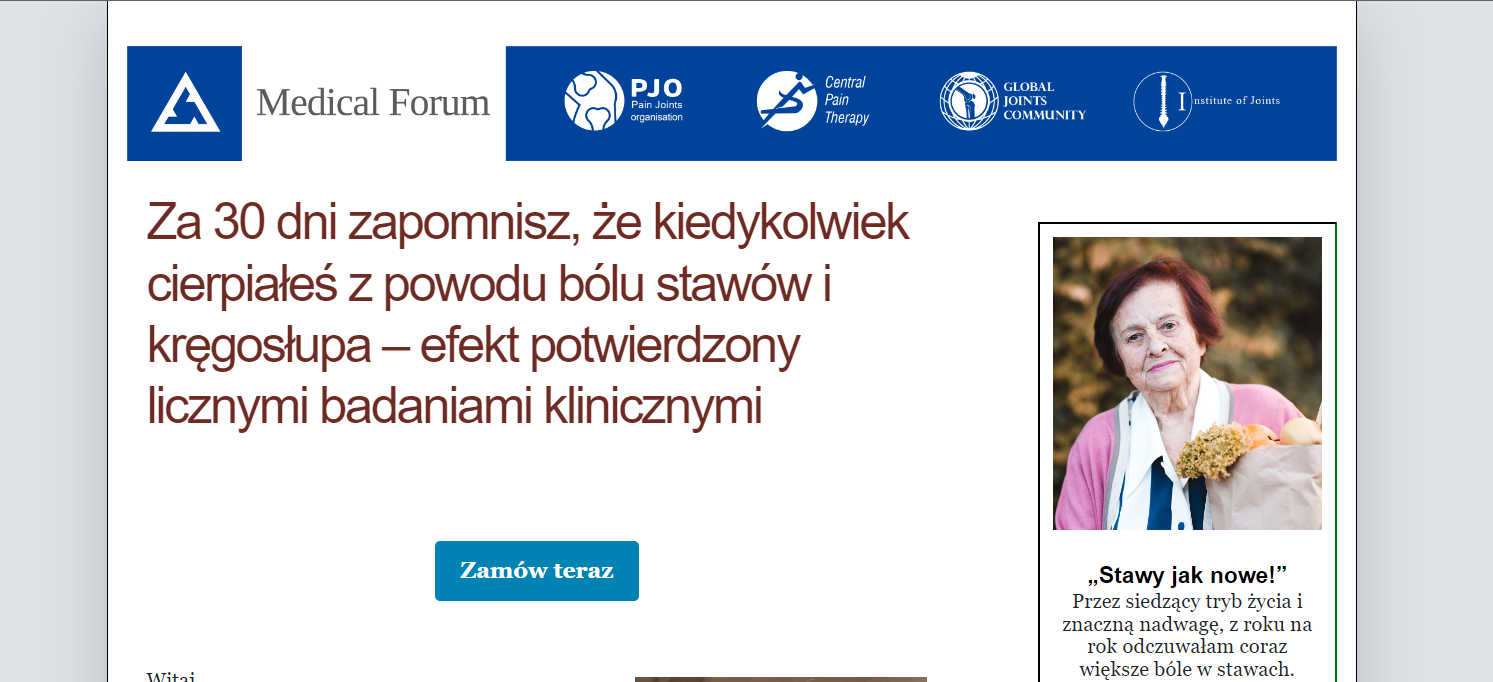 Medical Forum
PJO
Pain Joints
organisation
Central
Pain
Therapy
GLOBAL
JOINTS
COMMUNITY
Institute of Joints
Za 30 dni zapomnisz, że kiedykolwiek
cierpiałeś z powodu bólu stawów i
kręgosłupa – efekt potwierdzony
licznymi badaniami klinicznymi
Zamów teraz
Witaj
„Stawy jak nowe!”
Przez siedzący tryb życia i
znaczną nadwagę, z roku na
rok odczuwałam coraz
większe bóle w stawach.